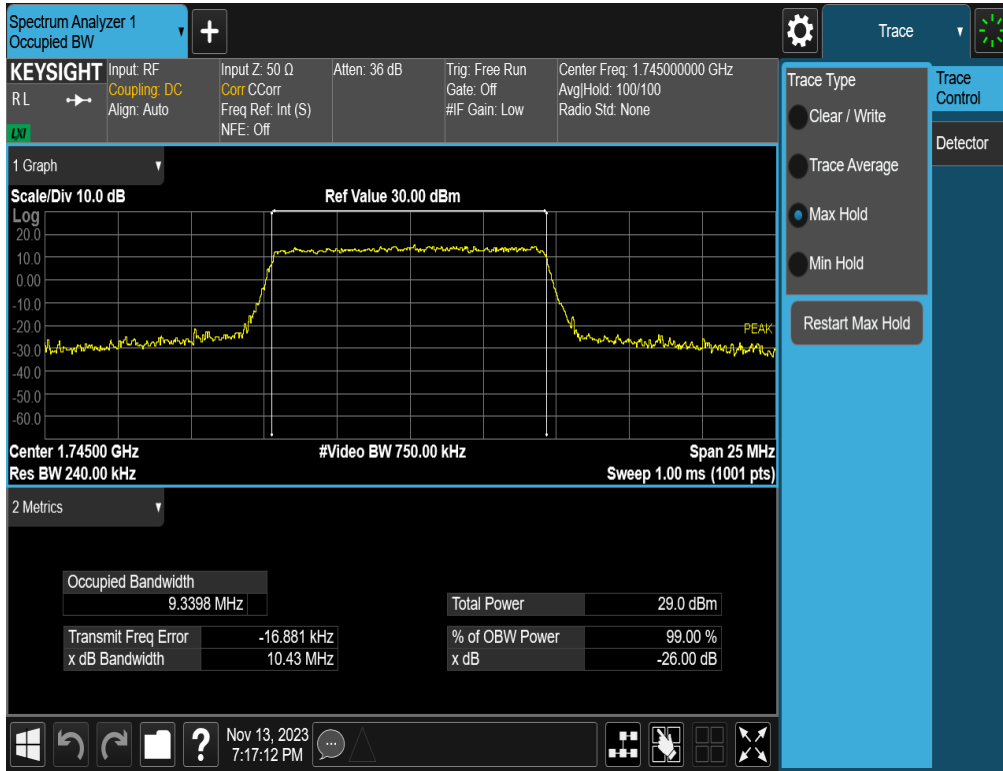 Spectrum Analyzer 1
Occupied BW
+
Trace
KEYSIGHT
R L
LXI
Input: RF
Coupling: DC
Align: Auto
Input Z: 50 Ω
Corr CCorr
Freq Ref: Int (S)
NFE: Off
Atten: 36 dB
Trig: Free Run
Gate: Off
#IF Gain: Low
Center Freq: 1.745000000 GHz
Avg|Hold: 100/100
Radio Std: None
Trace Type
Clear / Write
Trace Average
Max Hold
Min Hold
Restart Max Hold
Trace
Control
Detector
1 Graph
Scale/Div 10.0 dB
Ref Value 30.00 dBm
Log
20.0
10.0
0.00
-10.0
-20.0
-30.0
-40.0
-50.0
-60.0
PEAK
Center 1.74500 GHz
#Video BW 750.00 kHz
Span 25 MHz
Res BW 240.00 kHz
Sweep 1.00 ms (1001 pts)
2 Metrics
Occupied Bandwidth
9.3398 MHz
Total Power 29.0 dBm
Transmit Freq Error -16.881 kHz
% of OBW Power 99.00 %
x dB Bandwidth 10.43 MHz
x dB -26.00 dB
?
Nov 13, 2023
7:17:12 PM